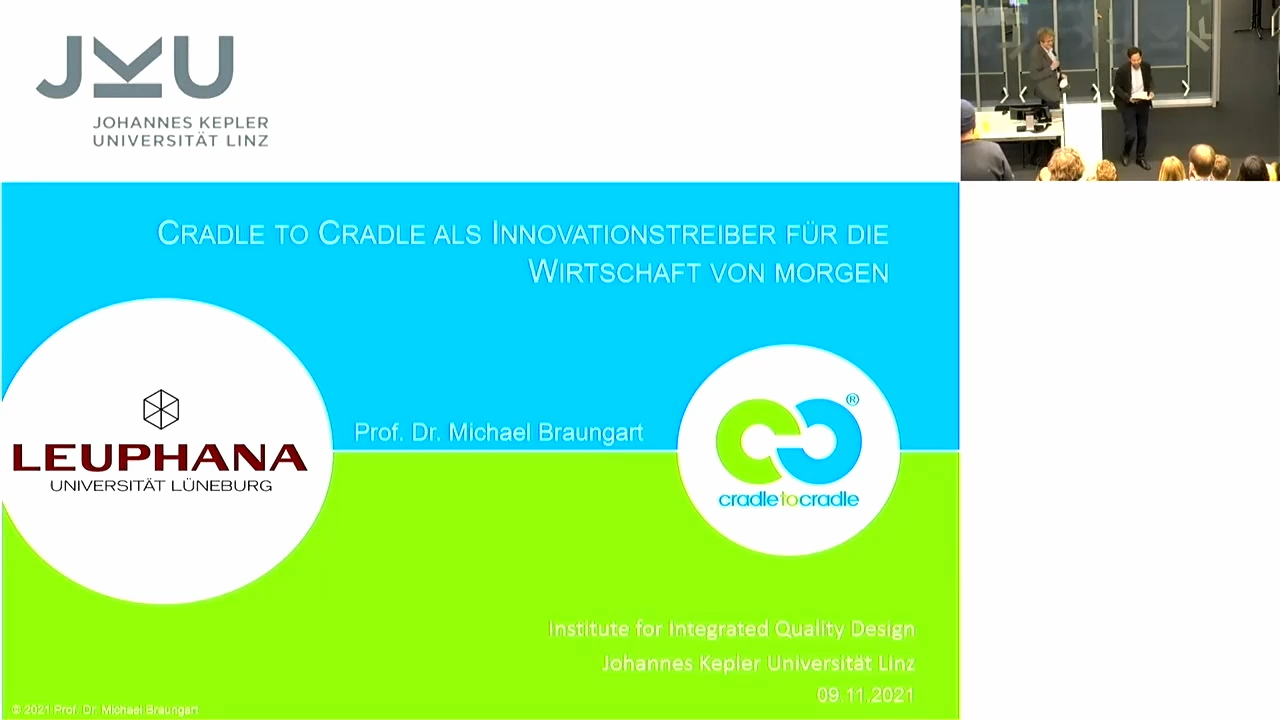 JKU
JOHANNES KEPLER
UNIVERSITÄT LINZ
CRADLE TO CRADLE ALS INNOVATIONSTREIBER FÜR DIE
WIRTSCHAFT VON MORGEN
LEUPHANA
UNIVERSITÄT LÜNEBURG
Prof. Dr. Michael Braungart
®
cradletocradle
Institute for Integrated Quality Design
Johannes Kepler Universität Linz
09.11.2021
© 2021 Prof. Dr. Michael Braungart